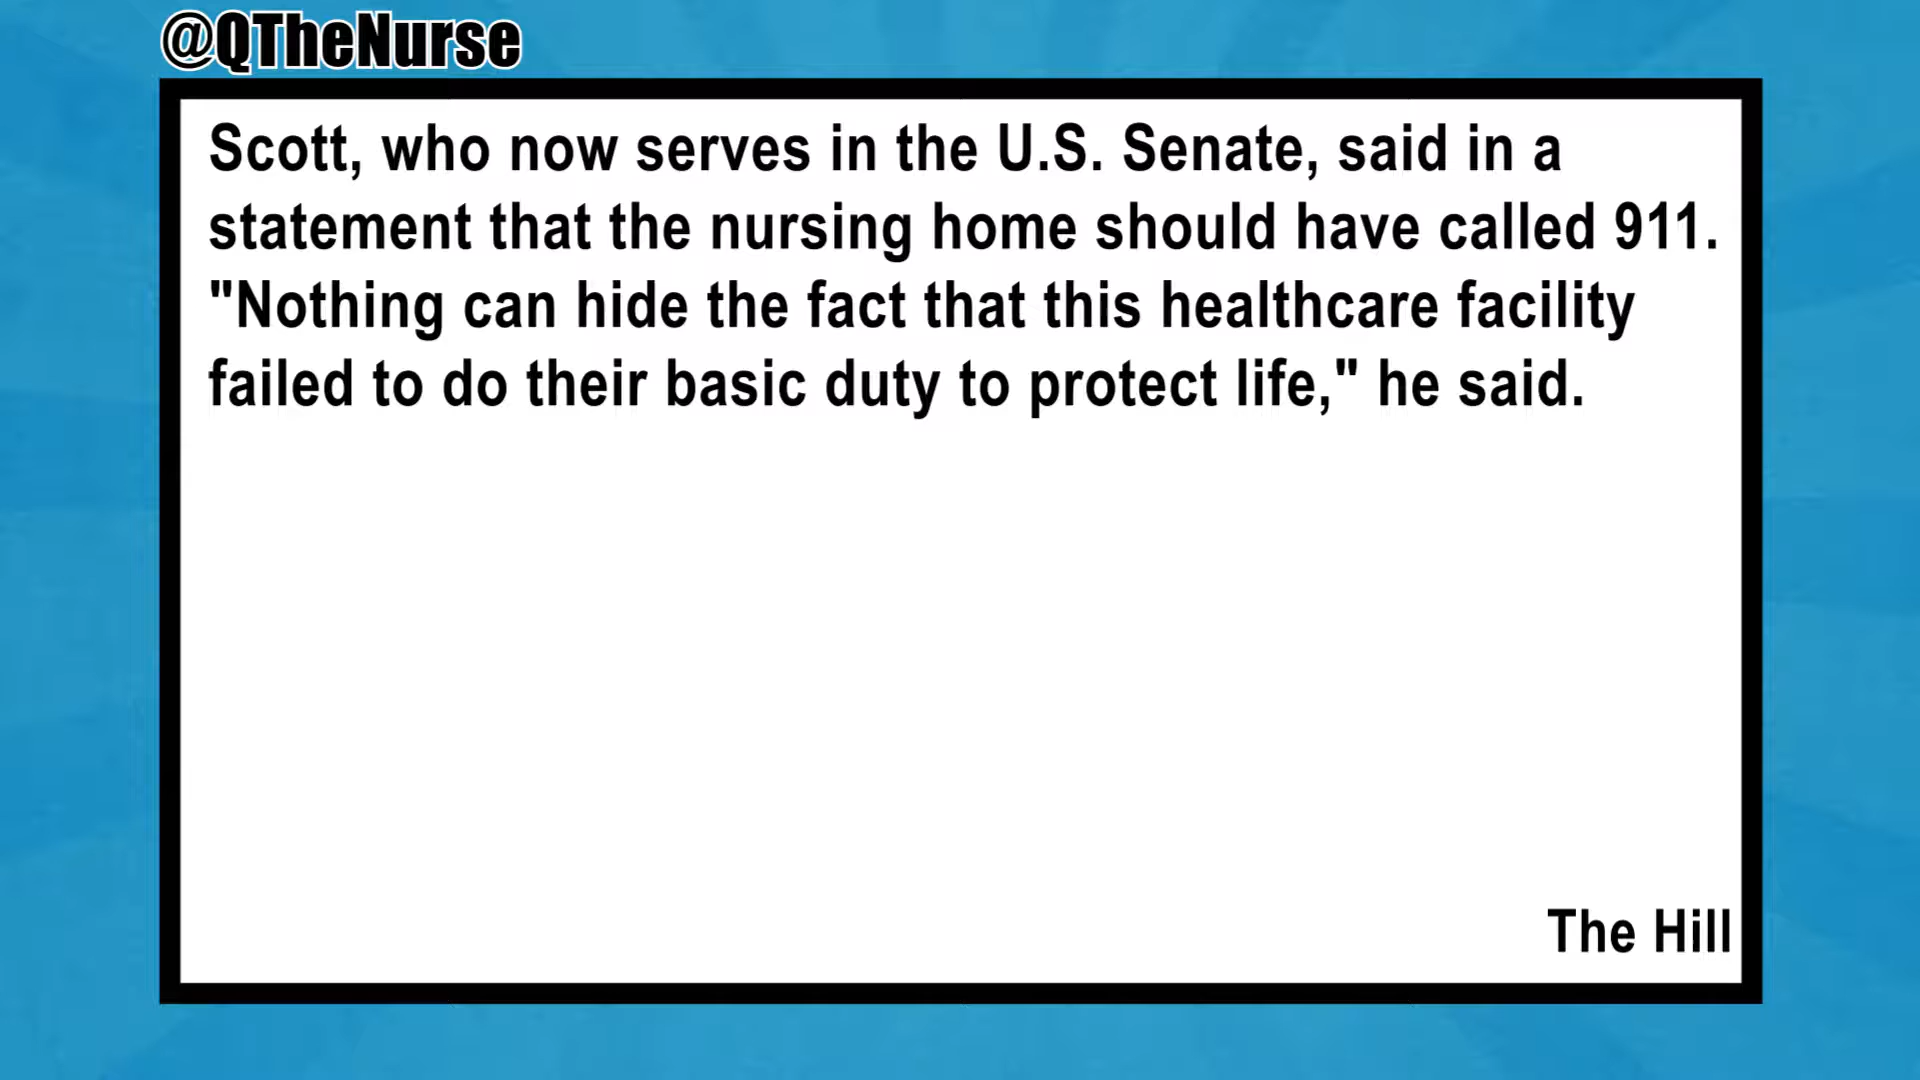 @QTheNurse
Scott, who now serves in the U.S. Senate, said in a
statement that the nursing home should have called 911.
"Nothing can hide the fact that this healthcare facility
failed to do their basic duty to protect life," he said.
The Hill